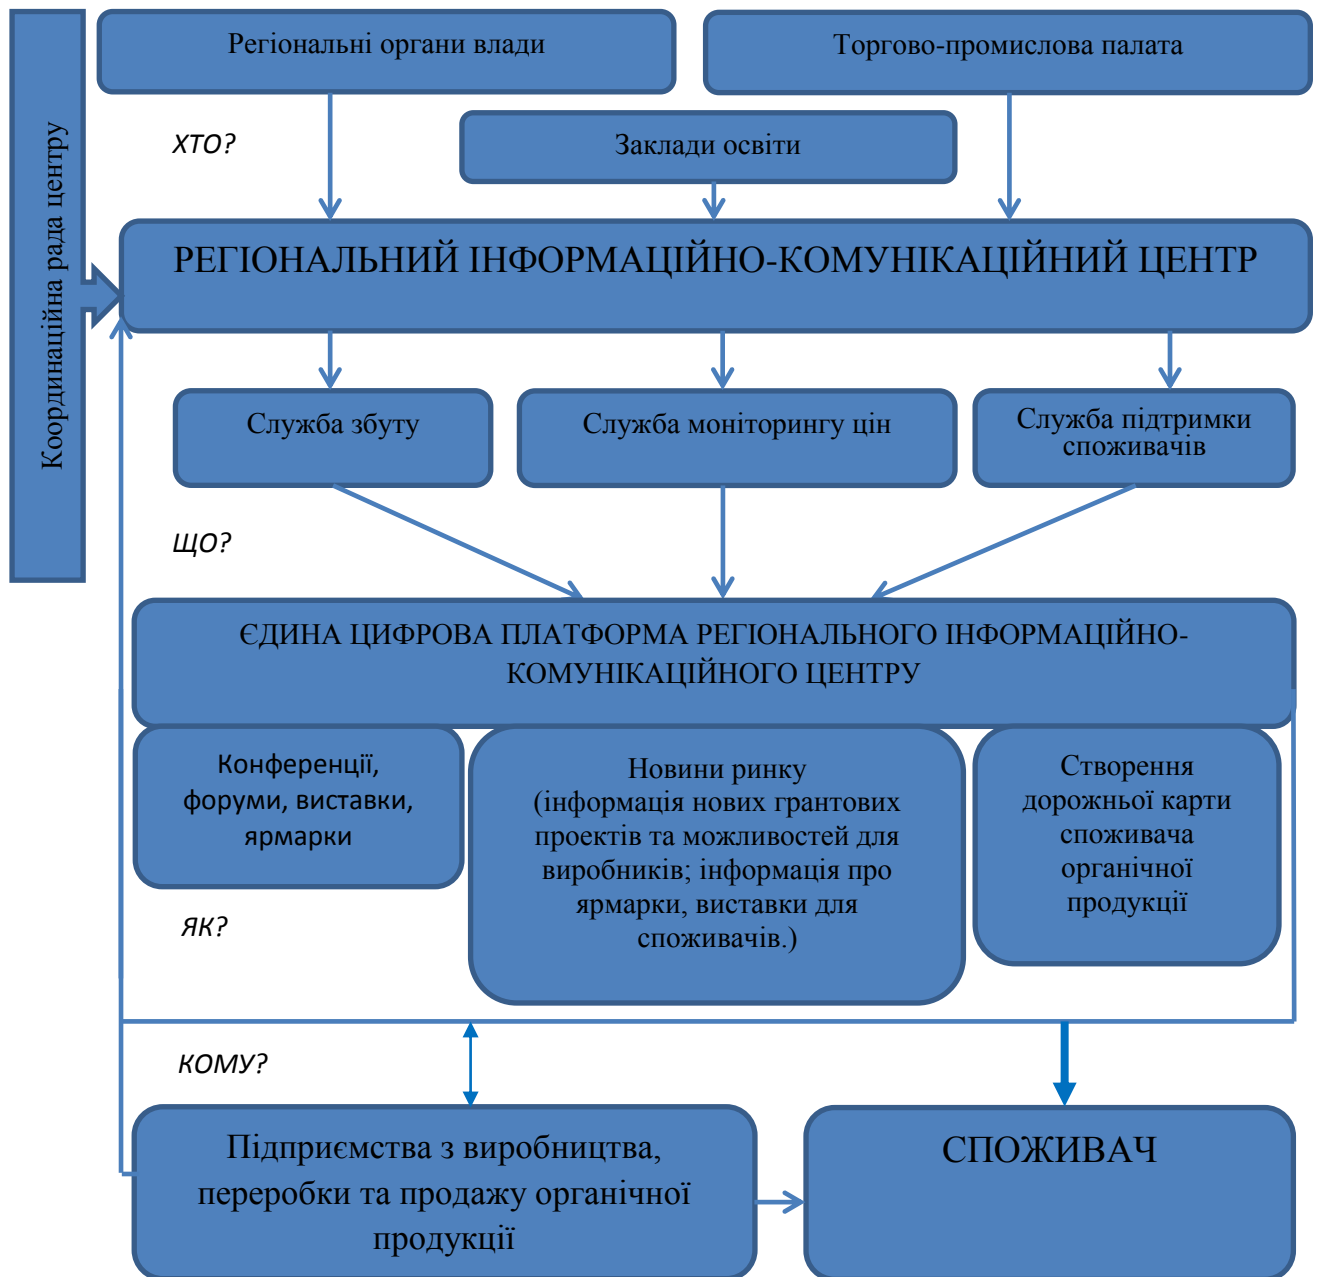 Координаційна рада центру
Регіональні органи влади
Торгово-промислова палата
ХТО?
Заклади освіти
РЕГІОНАЛЬНИЙ ІНФОРМАЦІЙНО-КОМУНІКАЦІЙНИЙ ЦЕНТР
Служба збуту
Служба моніторингу цін
Служба підтримки
споживачів
ЩО?
ЄДИНА ЦИФРОВА ПЛАТФОРМА РЕГІОНАЛЬНОГО ІНФОРМАЦІЙНО-
КОМУНІКАЦІЙНОГО ЦЕНТРУ
Конференції,
форуми, виставки,
ярмарки
Новини ринку
(інформація нових грантових
проектів та можливостей для
виробників; інформація про
ярмарки, виставки для
споживачів.)
Створення
дорожньої карти
споживача
органічної
продукції
ЯК?
КОМУ?
Підприємства з виробництва,
переробки та продажу органічної
продукції
СПОЖИВАЧ